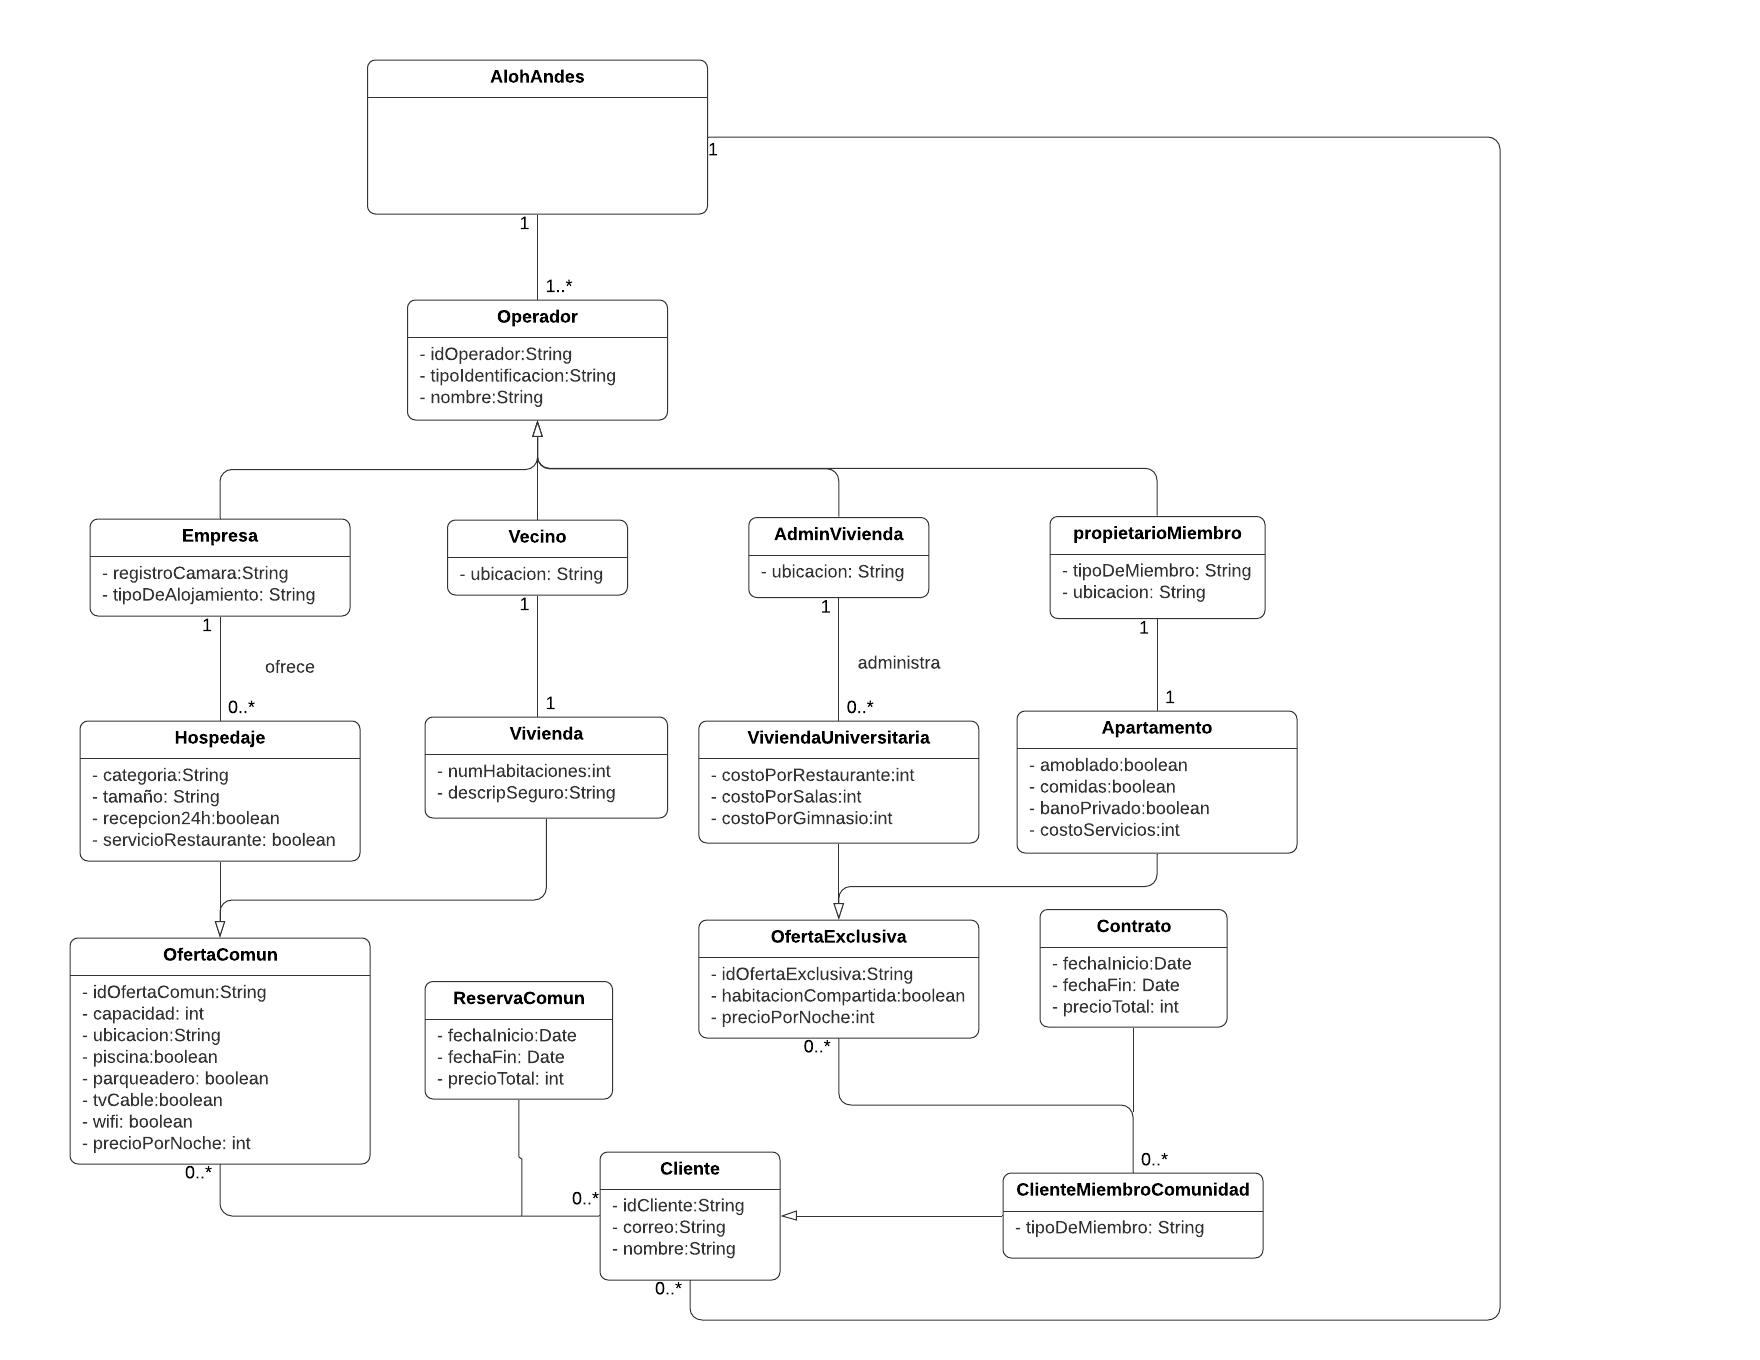 AlohAndes
1
1
1..*
Operador
- idOperador:String
- tipoIdentificacion:String
- nombre:String
Empresa
- registroCamara:String
- tipoDeAlojamiento: String
1
Vecino
- ubicacion: String
1
AdminVivienda
- ubicacion: String
1
propietarioMiembro
- tipoDeMiembro: String
- ubicacion: String
1
ofrece
administra
0..*
1
0..*
1
Hospedaje
- categoria:String
- tamaño: String
- recepcion24h:boolean
- servicioRestaurante: boolean
Vivienda
- numHabitaciones:int
- descripSeguro:String
ViviendaUniversitaria
- costoPorRestaurante:int
- costoPorSalas:int
- costoPorGimnasio:int
Apartamento
- amoblado:boolean
- comidas:boolean
- banoPrivado:boolean
- costoServicios:int
OfertaComun
- idOfertaComun:String
- capacidad: int
- ubicacion:String
- piscina:boolean
- parqueadero: boolean
- tvCable:boolean
- wifi: boolean
- precioPorNoche: int
0..*
ReservaComun
- fechaInicio:Date
- fechaFin: Date
- precioTotal: int
OfertaExclusiva
- idOfertaExclusiva:String
- habitacionCompartida:boolean
- precioPorNoche:int
0..*
Contrato
- fechaInicio:Date
- fechaFin: Date
- precioTotal: int
0..*
Cliente
- idCliente:String
- correo:String
- nombre:String
0..*
0..*
ClienteMiembroComunidad
- tipoDeMiembro: String